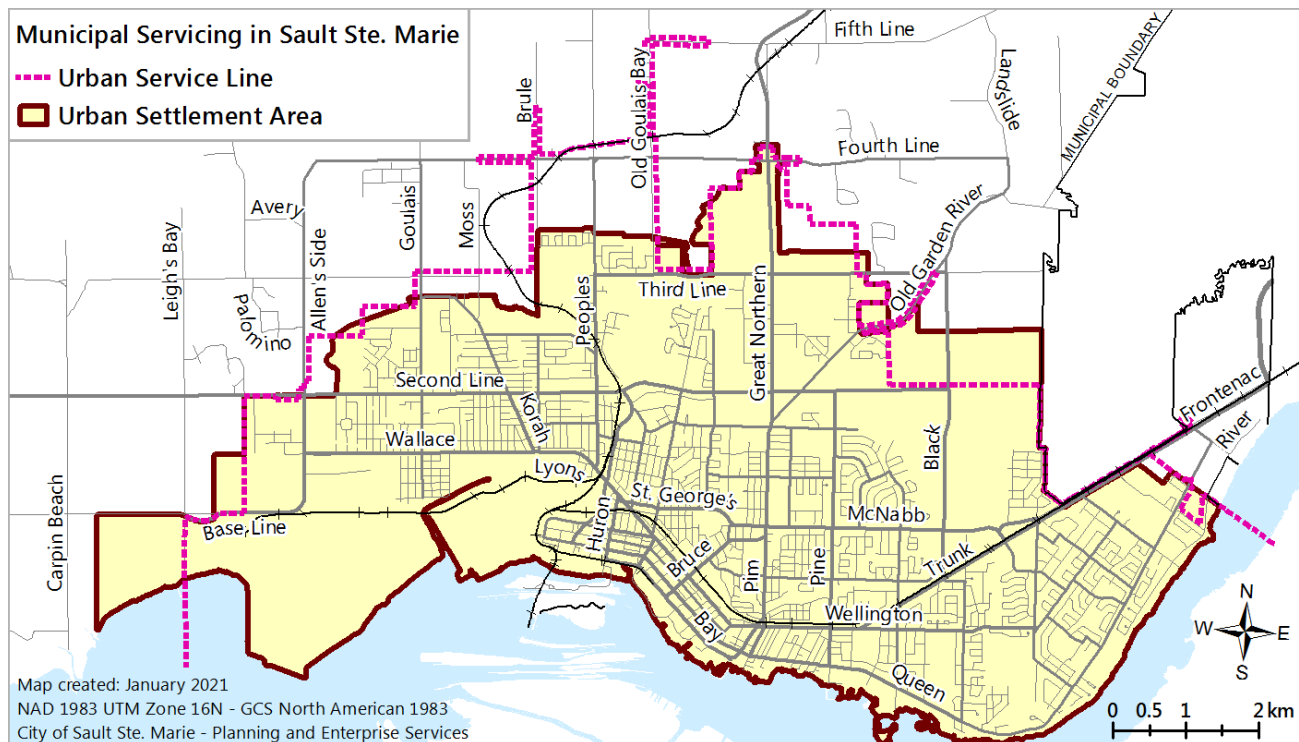 Municipal Servicing in Sault Ste. Marie
Urban Service Line
Urban Settlement Area
Fifth Line
Brule
Old Goulais Bay
Landslide
MUNICIPAL BOUNDARY
Fourth Line
Avery
Goulais
Moss
Leigh's Bay
Allen's Side
Old Garden River
Third Line
Great Northern
Peoples
Palomino
Second Line
Korah
Frontenac
River
Wallace
Lyons
Black
St. George's
McNabb
Carpin Beach
Base Line
Huron
Bruce
Pim
Pine
Trunk
Wellington
Bay
Queen
N
W
E
S
Map created: January 2021
NAD 1983 UTM Zone 16N - GCS North American 1983
City of Sault Ste. Marie - Planning and Enterprise Services
0 0.5 1 2 km